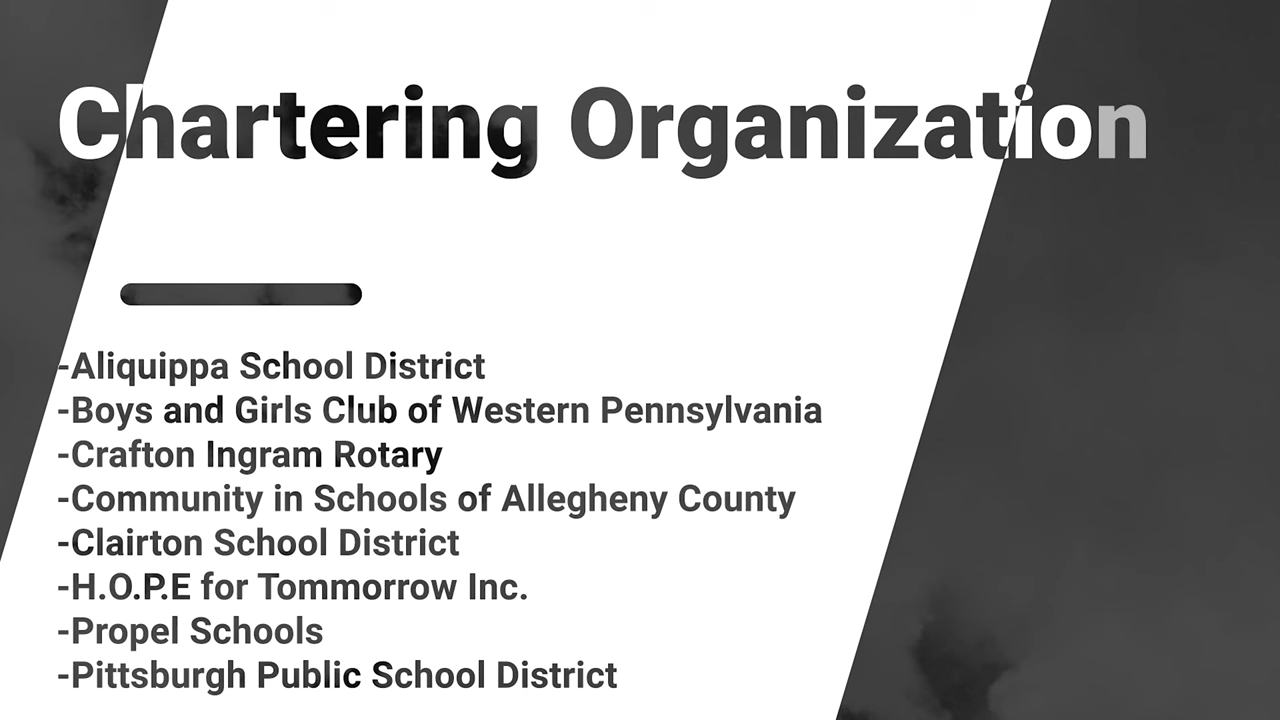 Chartering Organization
-Aliquippa School District
-Boys and Girls Club of Western Pennsylvania
-Crafton Ingram Rotary
-Community in Schools of Allegheny County
-Clairton School District
-H.O.P.E for Tommorrow Inc.
-Propel Schools
-Pittsburgh Public School District